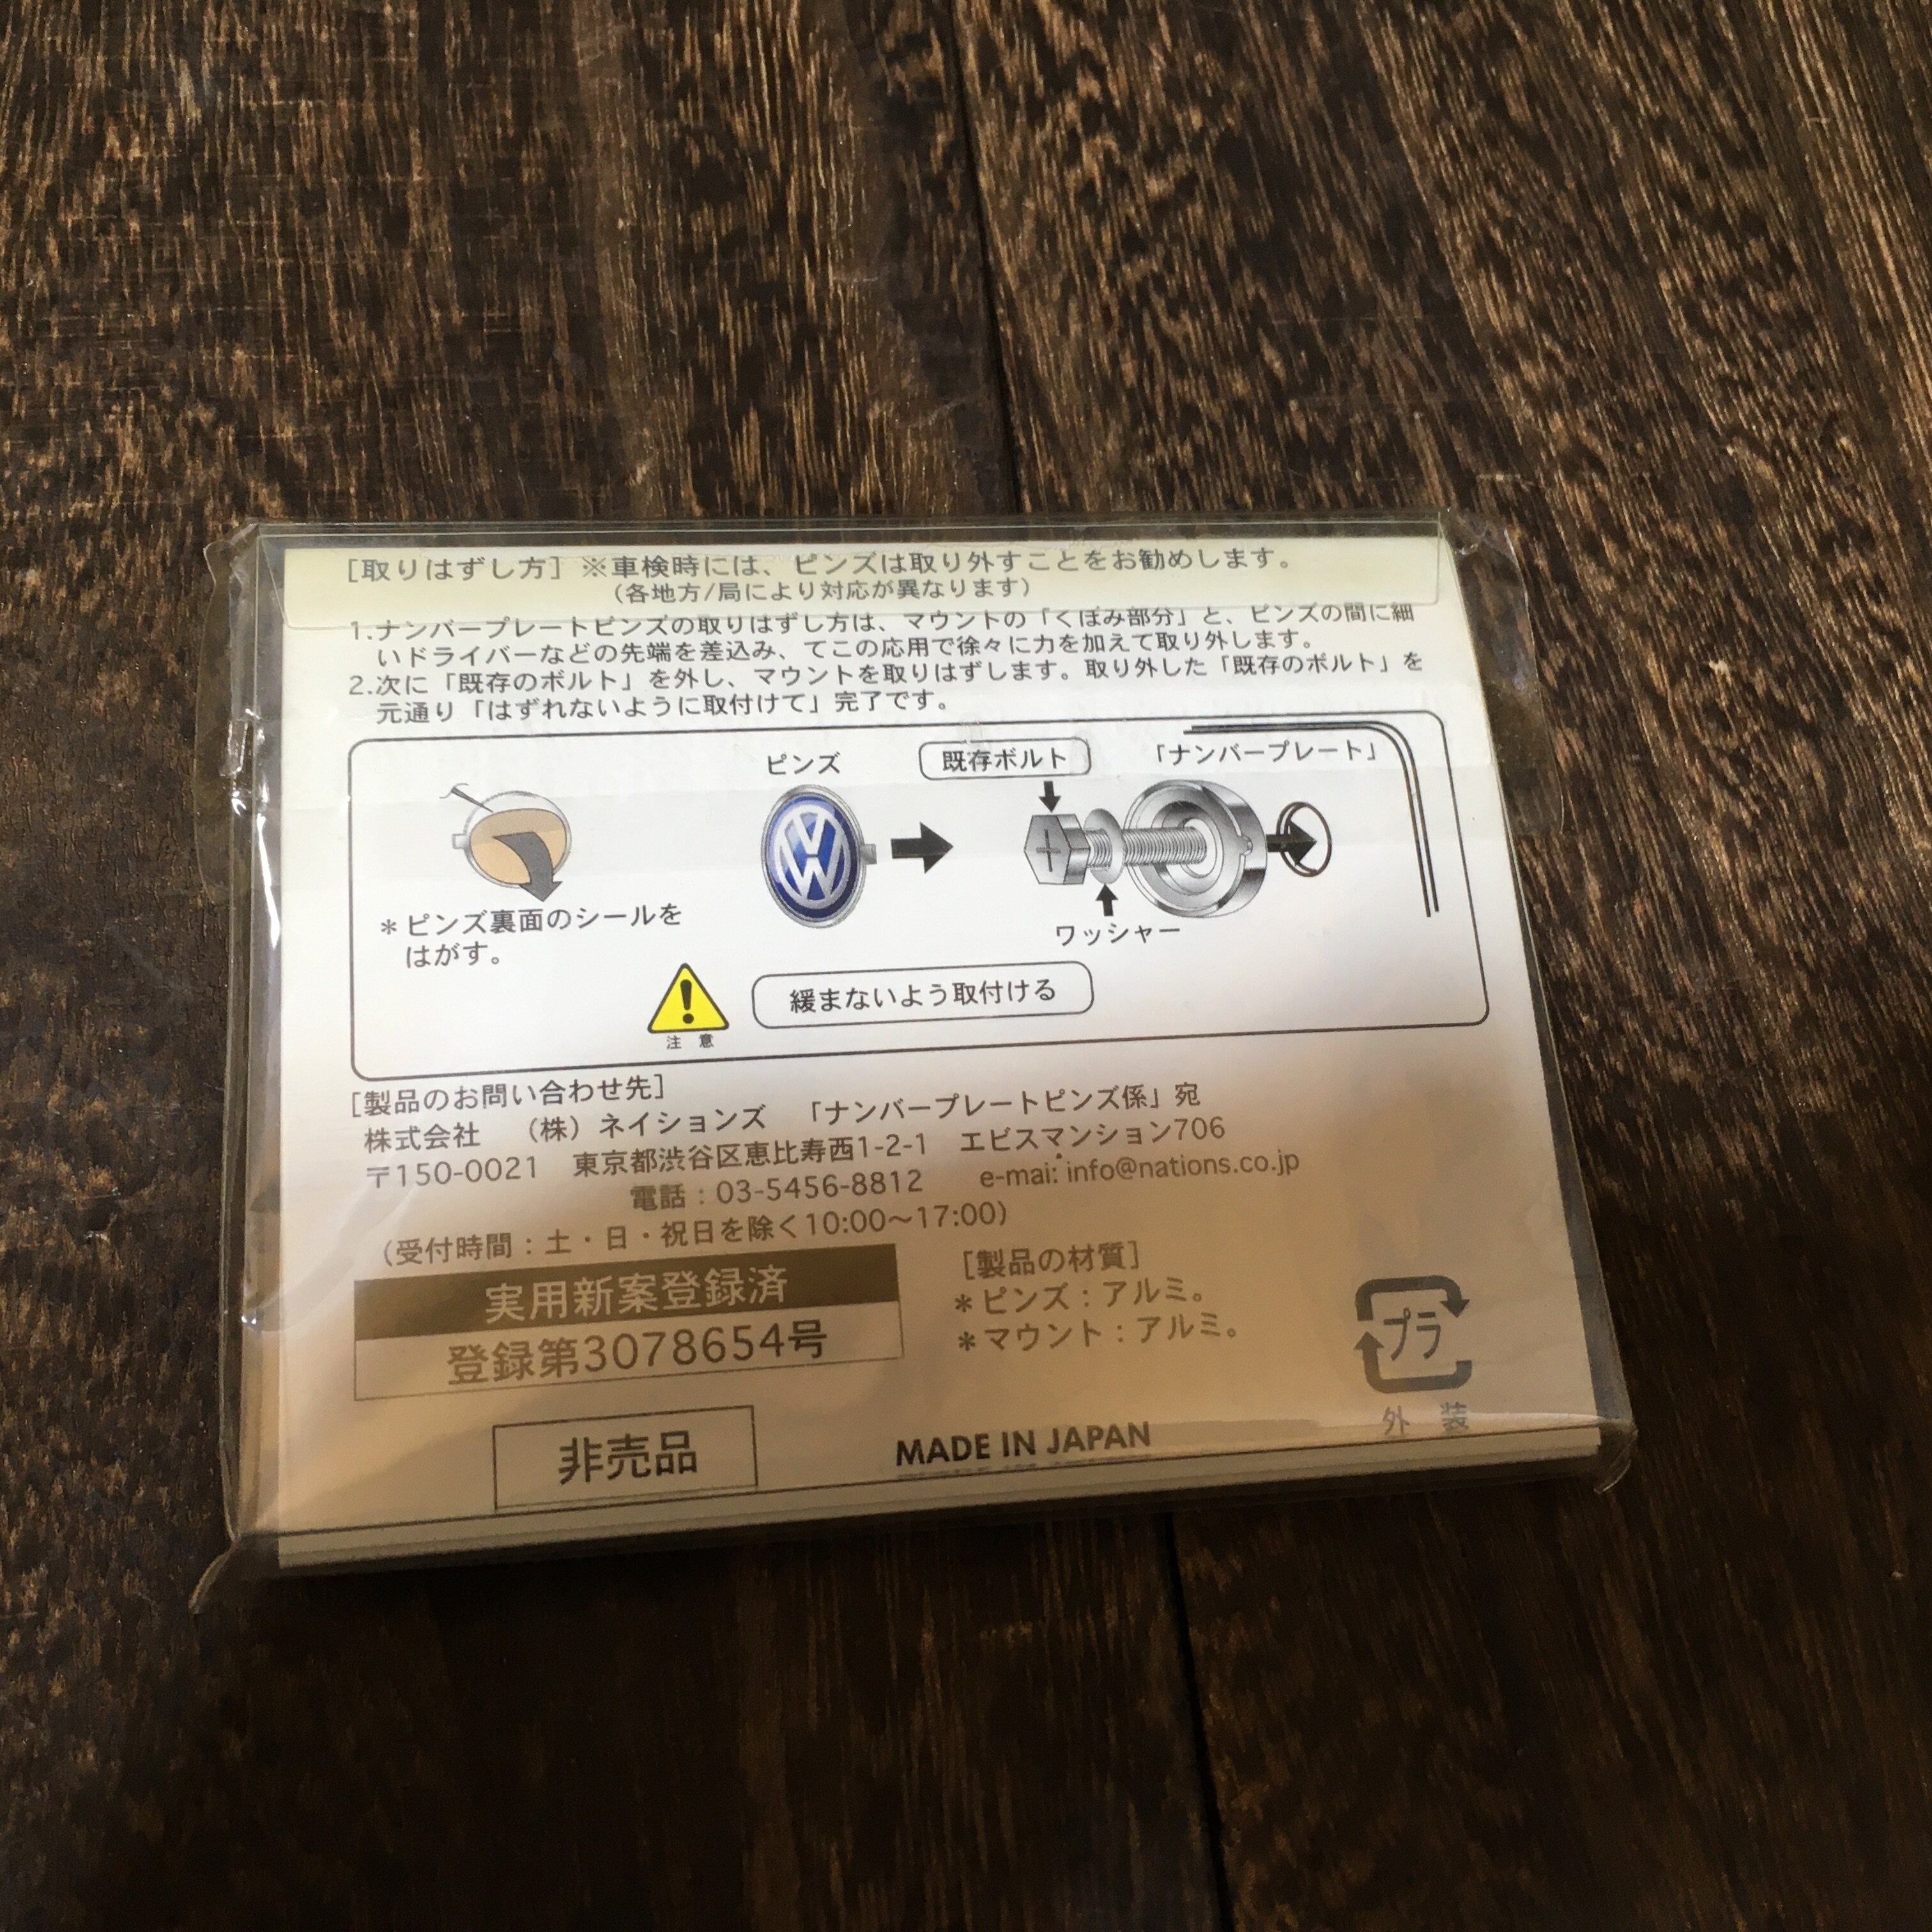 [取りはずし方] ※車検時には、ピンズは取り外すことをお勧めします。
(各地方/局により対応が異なります)
1.ナンバープレートピンズの取りはずし方は、マウントの「くぼみ部分」と、ピンズの間に細
いドライバーなどの先端を差込み、てこの応用で徐々に力を加えて取り外します。
2.次に「既存のボルト」を外し、マウントを取りはずします。取り外した「既存のボルト」を
元通り「はずれないように取付けて」完了です。
ピンズ
既存ボルト
「ナンバープレート」
VW
ワッシャー
*ピンズ裏面のシールを
はがす。
注 意
緩まないよう取付ける
[製品のお問い合わせ先]
株式会社 (株)ネイションズ 「ナンバープレートピンズ係」宛
〒150-0021 東京都渋谷区恵比寿西1-2-1 エビスマンション706
電話:03-5456-8812 e-mai: info@nations.co.jp
(受付時間:土・日・祝日を除く10:00〜17:00)
実用新案登録済
登録第3078654号
[製品の材質]
*ピンズ:アルミ。
*マウント:アルミ。
プラ
外 装
非売品
MADE IN JAPAN